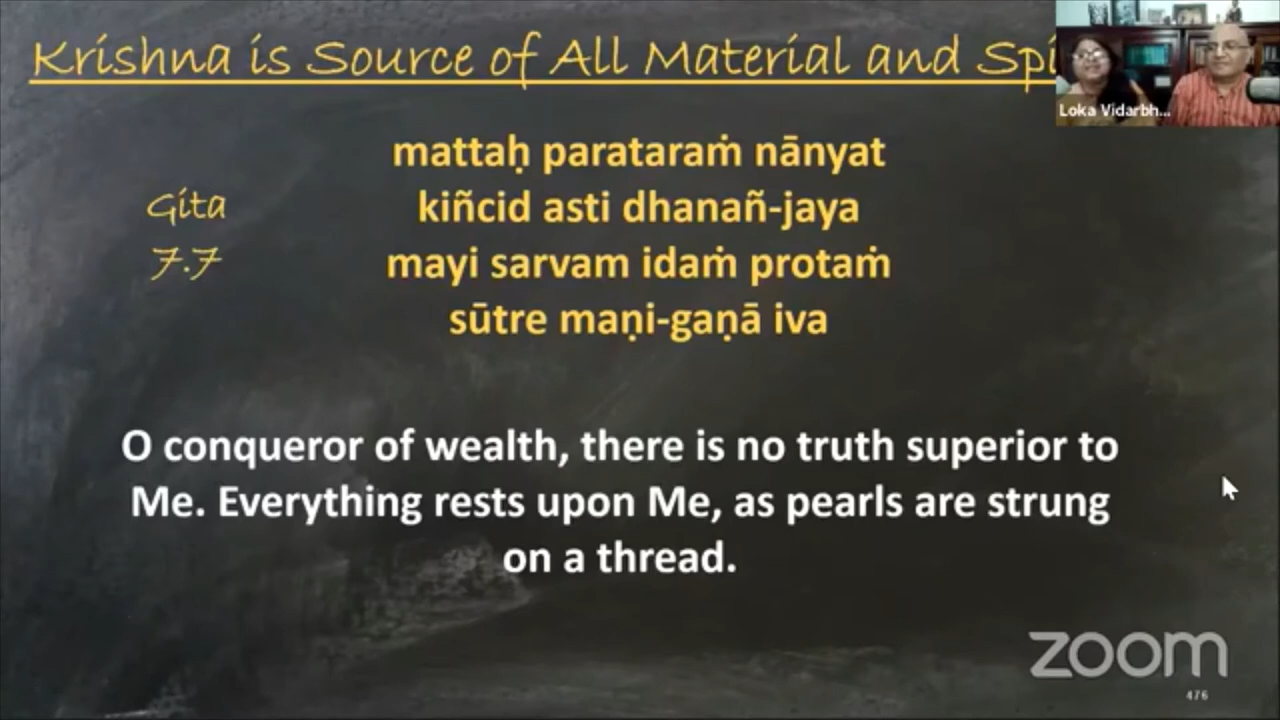 Krishna is Source of All Material and Spi
Loka Vidarbh...
mattaḥ parataraṁ nānyat
kiñcid asti dhanañ-jaya
mayi sarvam idaṁ protaṁ
sūtre maṇi-gaṇā iva
Gita
7.7
O conqueror of wealth, there is no truth superior to
Me. Everything rests upon Me, as pearls are strung
on a thread.
zoom
476